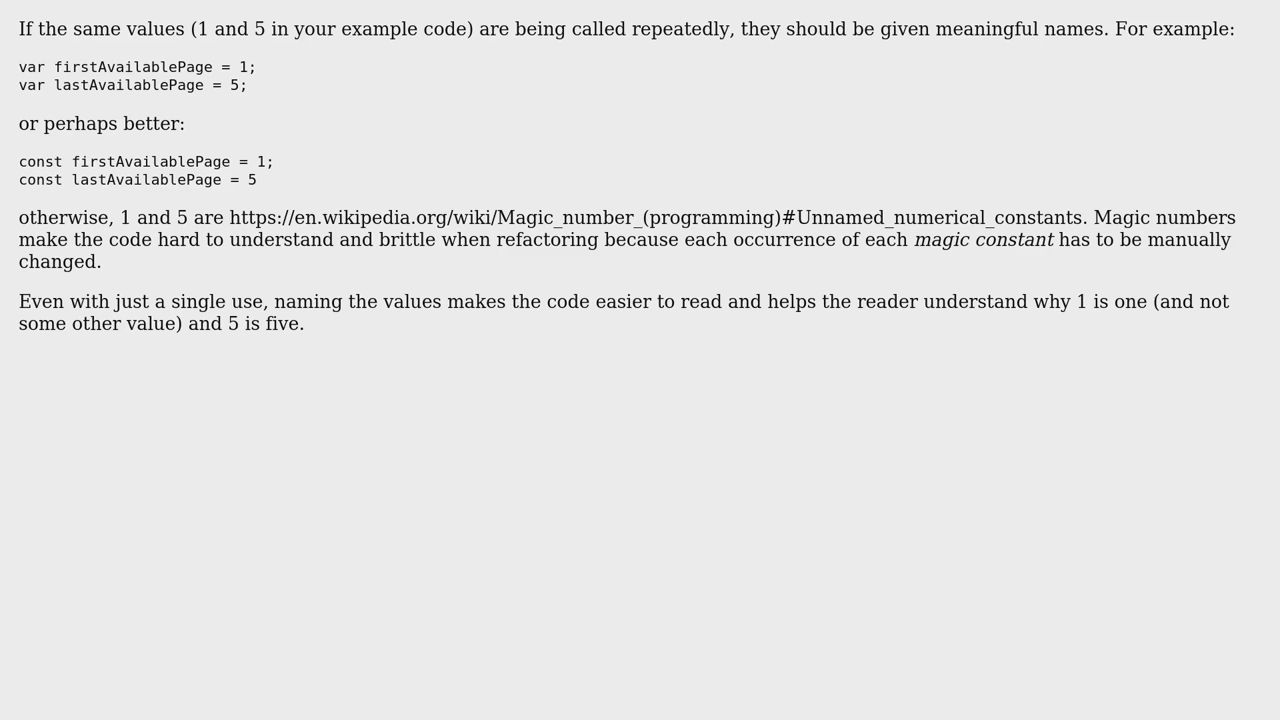 If the same values (1 and 5 in your example code) are being called repeatedly, they should be given meaningful names. For example:
var firstAvailablePage = 1;
var lastAvailablePage = 5;
or perhaps better:
const firstAvailablePage = 1;
const lastAvailablePage = 5
otherwise, 1 and 5 are https://en.wikipedia.org/wiki/Magic_number_(programming)#Unnamed_numerical_constants. Magic numbers
make the code hard to understand and brittle when refactoring because each occurrence of each magic constant has to be manually
changed.
Even with just a single use, naming the values makes the code easier to read and helps the reader understand why 1 is one (and not
some other value) and 5 is five.